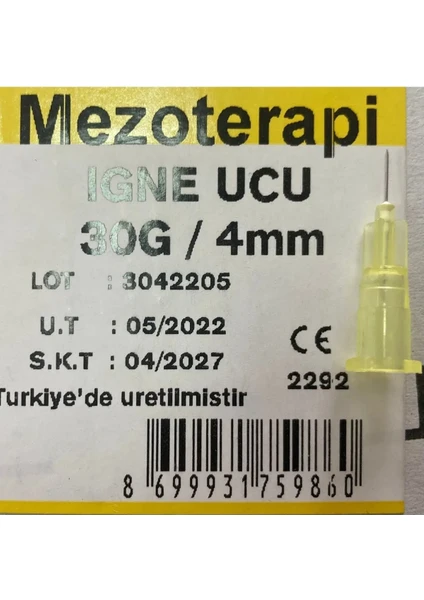 Mezoterapi
IGNE UCU
30G / 4mm
LOT : 3042205
U.T : 05/2022
S.K.T : 04/2027
CE
2292
Turkiye'de uretilmistir
8 699931 759860